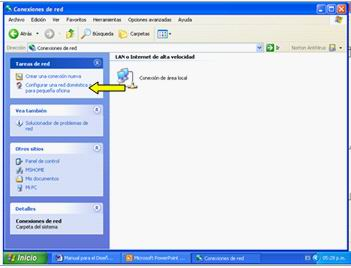 Conexiones de red
Archivo Edición Ver Favoritos Herramientas Opciones avanzadas Ayuda
Atrás Búsqueda Carpetas
Dirección Conexiones de red Ir Norton AntiVirus
Tareas de red
Crear una conexión nueva
Configurar una red doméstica o
para pequeña oficina
Vea también
Solucionador de problemas de
red
Otros sitios
Panel de control
MSHOME
Mis documentos
Mi PC
Detalles
Conexiones de red
Carpeta del sistema
LAN o Internet de alta velocidad
Conexión de área local
Inicio Manual para el Diseñ... Microsoft PowerPoint ... Conexiones de red ES 05:28 p.m.